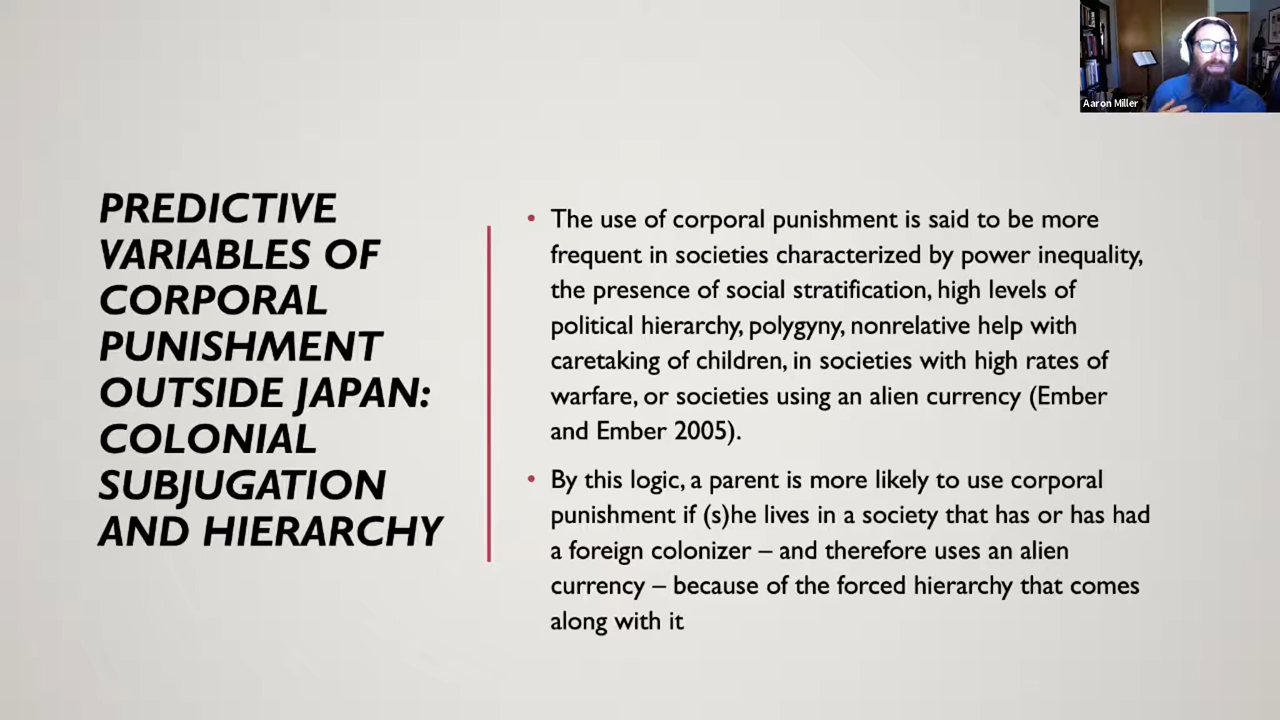 PREDICTIVE
VARIABLES OF
CORPORAL
PUNISHMENT
OUTSIDE JAPAN:
COLONIAL
SUBJUGATION
AND HIERARCHY
• The use of corporal punishment is said to be more
frequent in societies characterized by power inequality,
the presence of social stratification, high levels of
political hierarchy, polygyny, nonrelative help with
caretaking of children, in societies with high rates of
warfare, or societies using an alien currency (Ember
and Ember 2005).
• By this logic, a parent is more likely to use corporal
punishment if (s)he lives in a society that has or has had
a foreign colonizer – and therefore uses an alien
currency – because of the forced hierarchy that comes
along with it
Aaron Miller